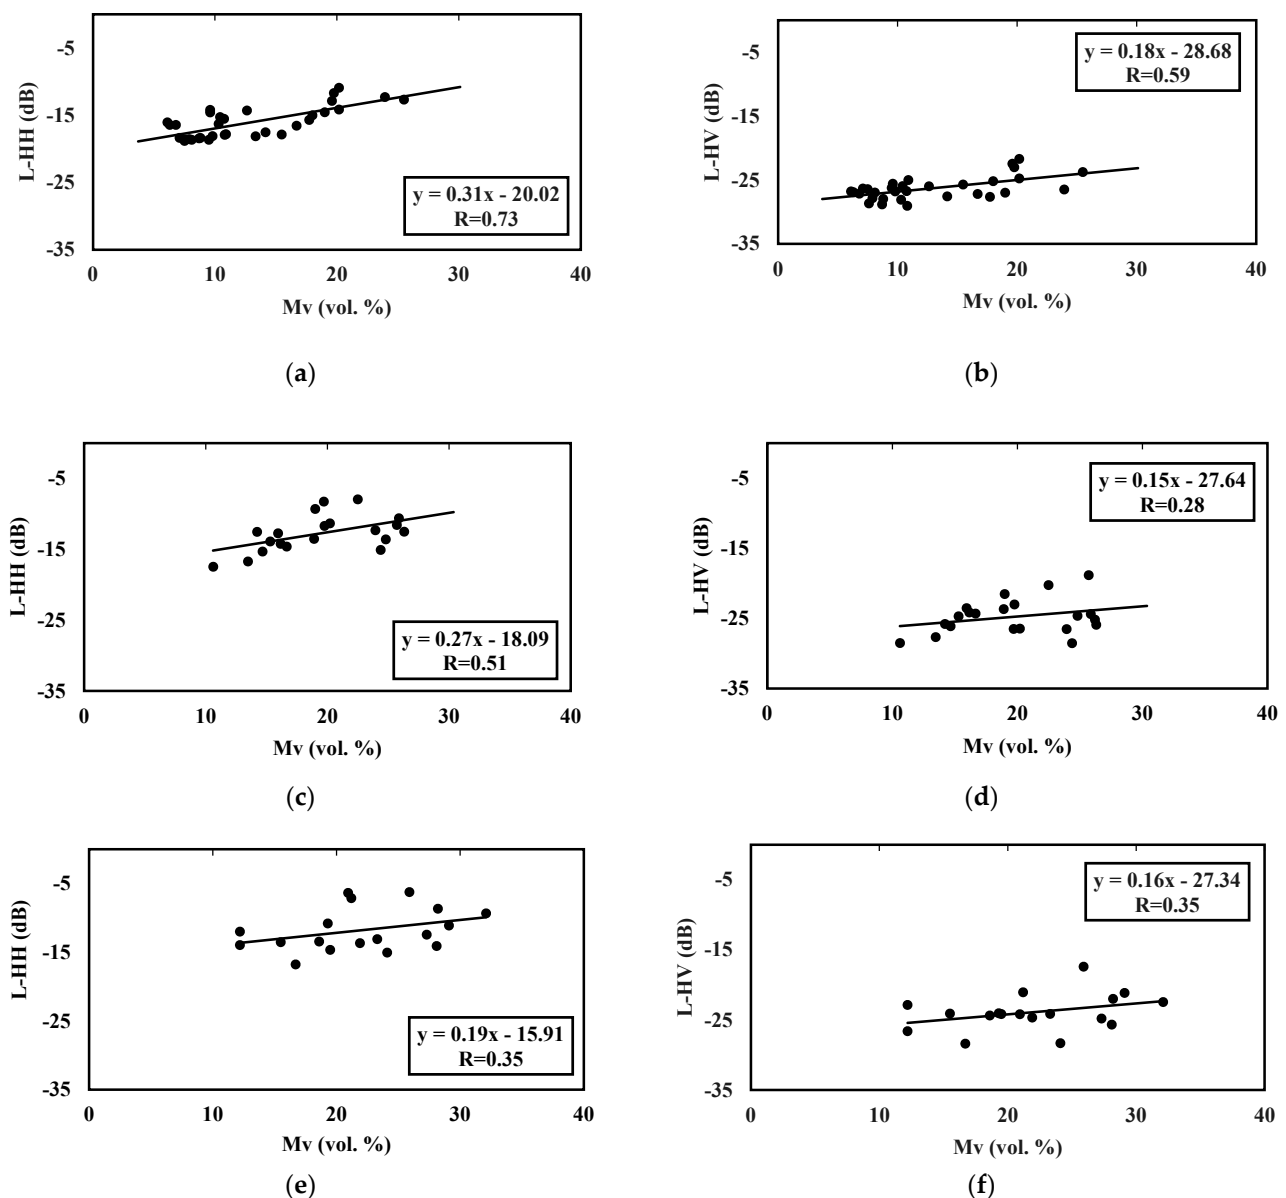 -5
-15
-25
-35
L-HH (dB)
y = 0.31x - 20.02
R=0.73
0 10 20 30 40
Mv (vol. %)
(a)
-5
-15
-25
-35
L-HV (dB)
y = 0.18x - 28.68
R=0.59
0 10 20 30 40
Mv (vol. %)
(b)
-5
-15
-25
-35
L-HH (dB)
y = 0.27x - 18.09
R=0.51
0 10 20 30 40
Mv (vol. %)
(c)
-5
-15
-25
-35
L-HV (dB)
y = 0.15x - 27.64
R=0.28
0 10 20 30 40
Mv (vol. %)
(d)
-5
-15
-25
-35
L-HH (dB)
y = 0.19x - 15.91
R=0.35
0 10 20 30 40
Mv (vol. %)
(e)
-5
-15
-25
-35
L-HV (dB)
y = 0.16x - 27.34
R=0.35
0 10 20 30 40
Mv (vol. %)
(f)